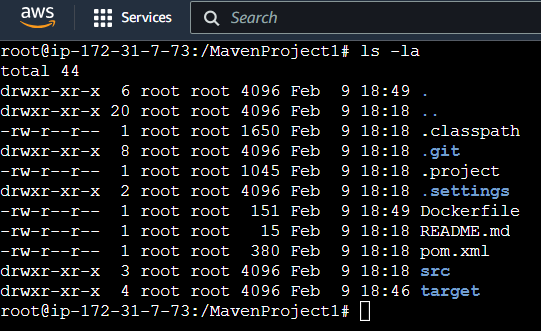 aws Services Search
root@ip-172-31-7-73:/MavenProject1# ls -la
total 44
drwxr-xr-x  6 root root 4096 Feb  9 18:49 .
drwxr-xr-x 20 root root 4096 Feb  9 18:18 ..
-rw-r--r--  1 root root 1650 Feb  9 18:18 .classpath
drwxr-xr-x  8 root root 4096 Feb  9 18:18 .git
-rw-r--r--  1 root root 1045 Feb  9 18:18 .project
drwxr-xr-x  2 root root 4096 Feb  9 18:18 .settings
-rw-r--r--  1 root root  151 Feb  9 18:49 Dockerfile
-rw-r--r--  1 root root   15 Feb  9 18:18 README.md
-rw-r--r--  1 root root  380 Feb  9 18:18 pom.xml
drwxr-xr-x  3 root root 4096 Feb  9 18:18 src
drwxr-xr-x  4 root root 4096 Feb  9 18:46 target
root@ip-172-31-7-73:/MavenProject1#